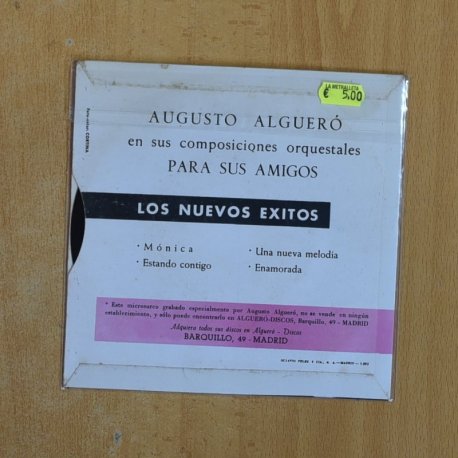 LA METRALLETA
€ 5.00
AUGUSTO ALGUERÓ
en sus composiciones orquestales
PARA SUS AMIGOS
LOS NUEVOS EXITOS
· Mónica
· Estando contigo
· Una nueva melodía
· Enamorada
* Este microsurco grabado especialmente por Augusto Algueró, no se vende en ningún
establecimiento, y sólo puede encontrarlo en ALGUERO-DISCOS, Barquillo, 49 - MADRID
Adquiera todos sus discos en Algueró - Discos
BARQUILLO, 49 - MADRID